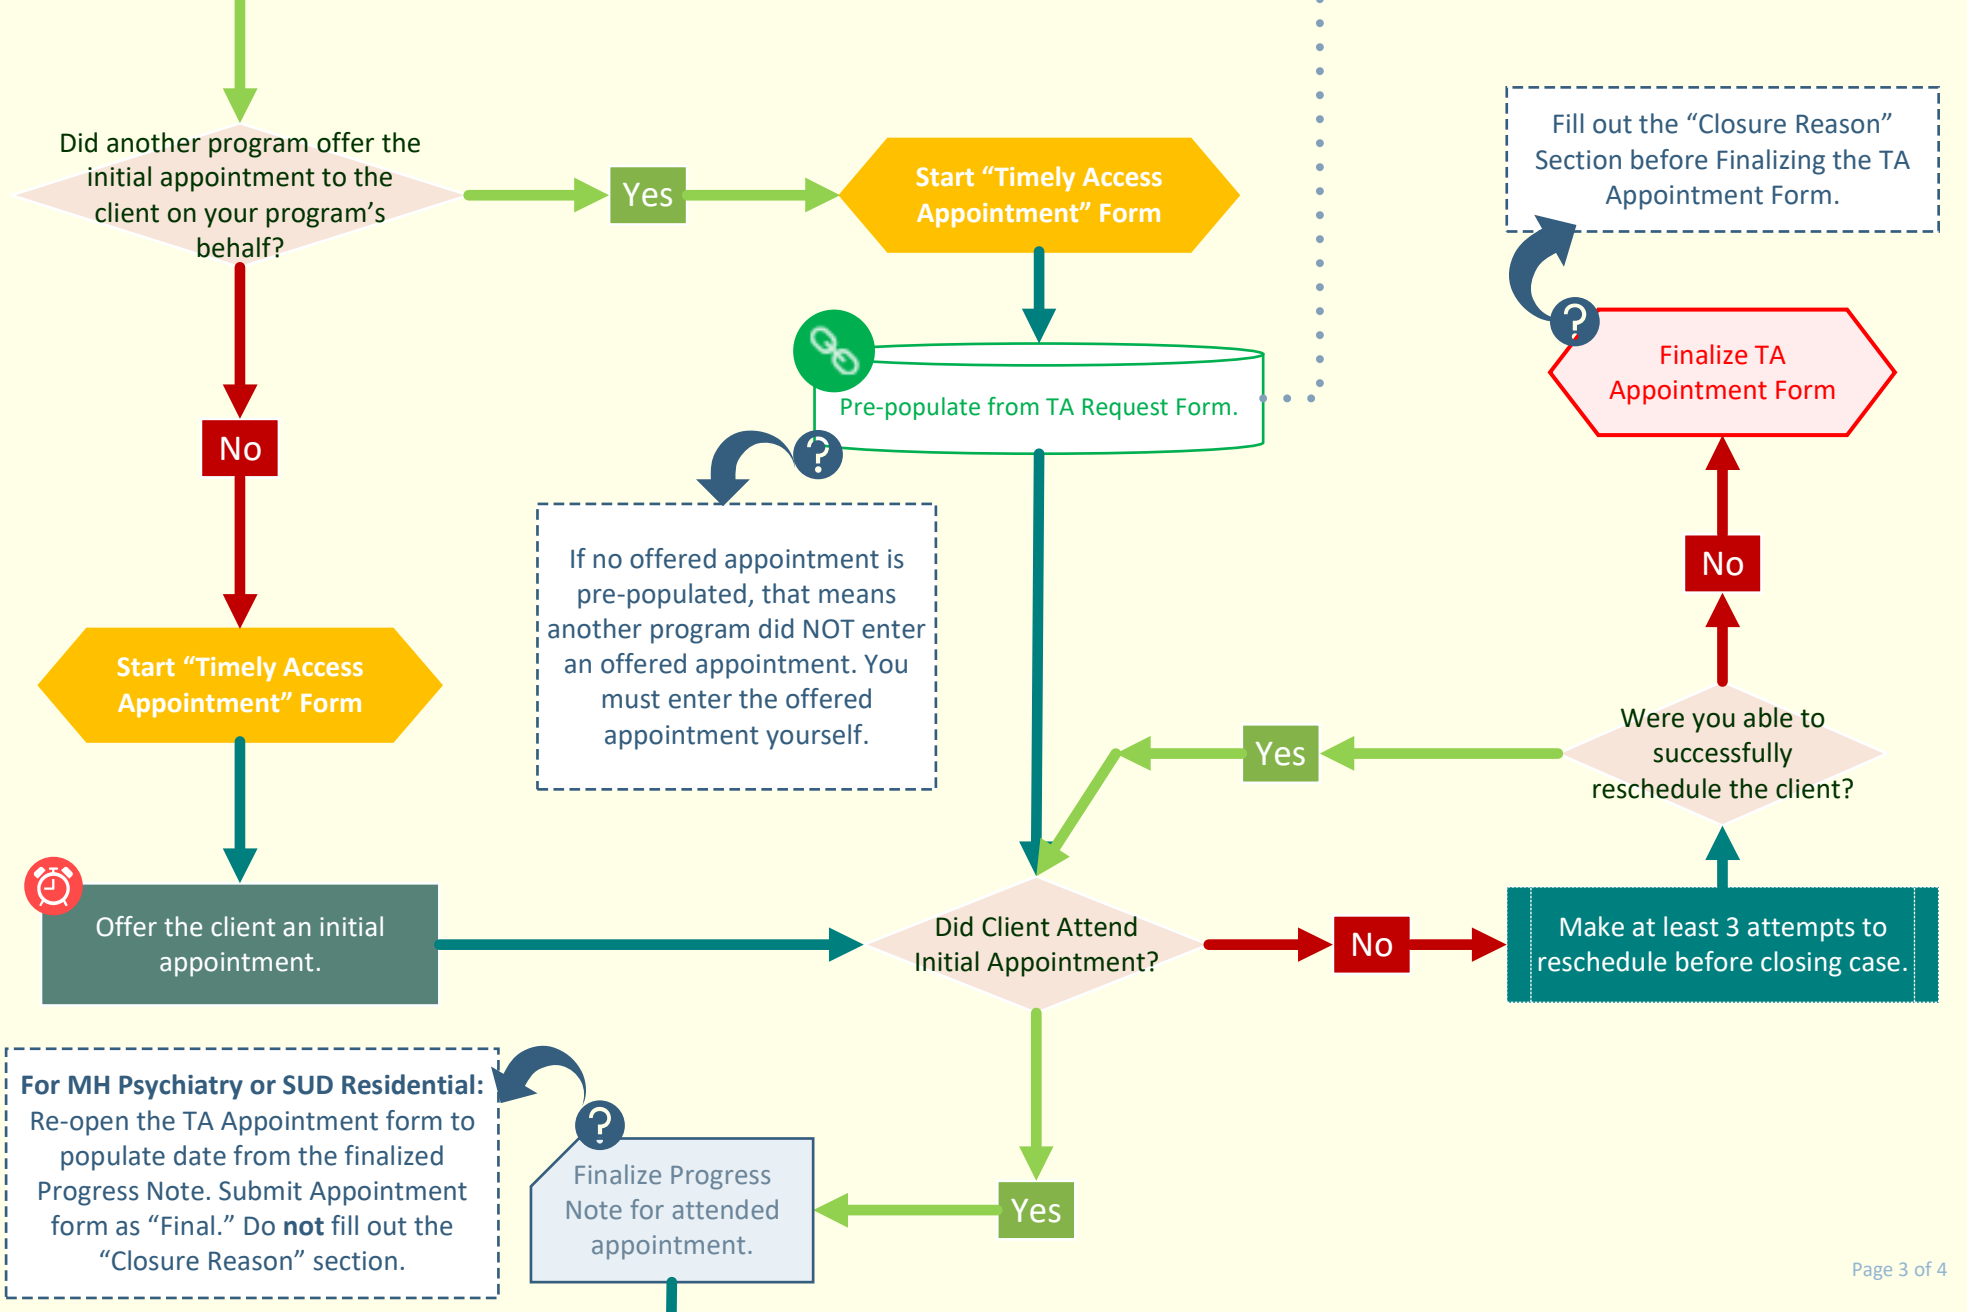 Did another program offer the
initial appointment to the
client on your program's
behalf?
Yes
Start “Timely Access
Appointment” Form
Fill out the “Closure Reason”
Section before Finalizing the TA
Appointment Form.
?
Finalize TA
Appointment Form
Pre-populate from TA Request Form.
?
No
If no offered appointment is
pre-populated, that means
another program did NOT enter
an offered appointment. You
must enter the offered
appointment yourself.
No
Start “Timely Access
Appointment” Form
Were you able to
successfully
reschedule the client?
Yes
Offer the client an initial
appointment.
Did Client Attend
Initial Appointment?
No
Make at least 3 attempts to
reschedule before closing case.
For MH Psychiatry or SUD Residential:
Re-open the TA Appointment form to
populate date from the finalized
Progress Note. Submit Appointment
form as “Final.” Do not fill out the
“Closure Reason” section.
?
Finalize Progress
Note for attended
appointment.
Yes
Page 3 of 4